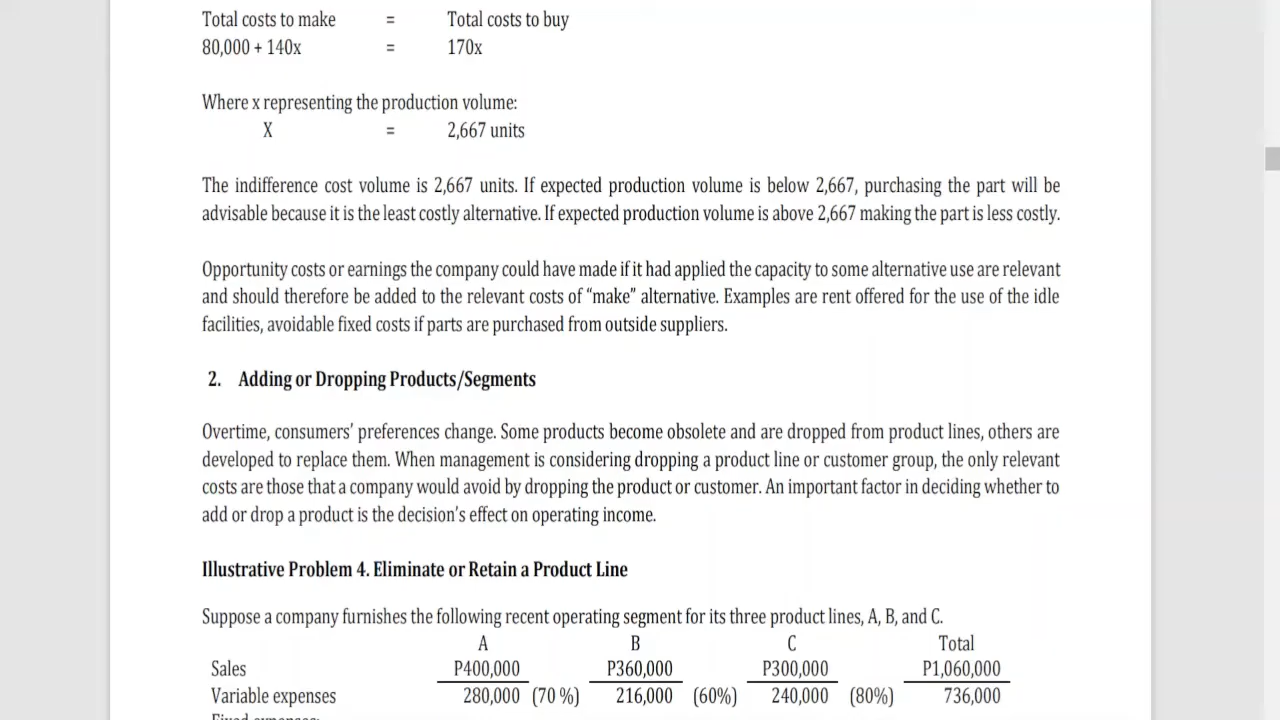 Total costs to make = Total costs to buy
80,000 + 140x = 170x
Where x representing the production volume:
X = 2,667 units
The indifference cost volume is 2,667 units. If expected production volume is below 2,667, purchasing the part will be
advisable because it is the least costly alternative. If expected production volume is above 2,667 making the part is less costly.
Opportunity costs or earnings the company could have made if it had applied the capacity to some alternative use are relevant
and should therefore be added to the relevant costs of “make” alternative. Examples are rent offered for the use of the idle
facilities, avoidable fixed costs if parts are purchased from outside suppliers.
2. Adding or Dropping Products/Segments
Overtime, consumers’ preferences change. Some products become obsolete and are dropped from product lines, others are
developed to replace them. When management is considering dropping a product line or customer group, the only relevant
costs are those that a company would avoid by dropping the product or customer. An important factor in deciding whether to
add or drop a product is the decision’s effect on operating income.
Illustrative Problem 4. Eliminate or Retain a Product Line
Suppose a company furnishes the following recent operating segment for its three product lines, A, B, and C.
A B C Total
Sales P400,000 P360,000 P300,000 P1,060,000
Variable expenses 280,000 (70 %) 216,000 (60%) 240,000 (80%) 736,000
Fixed expenses: